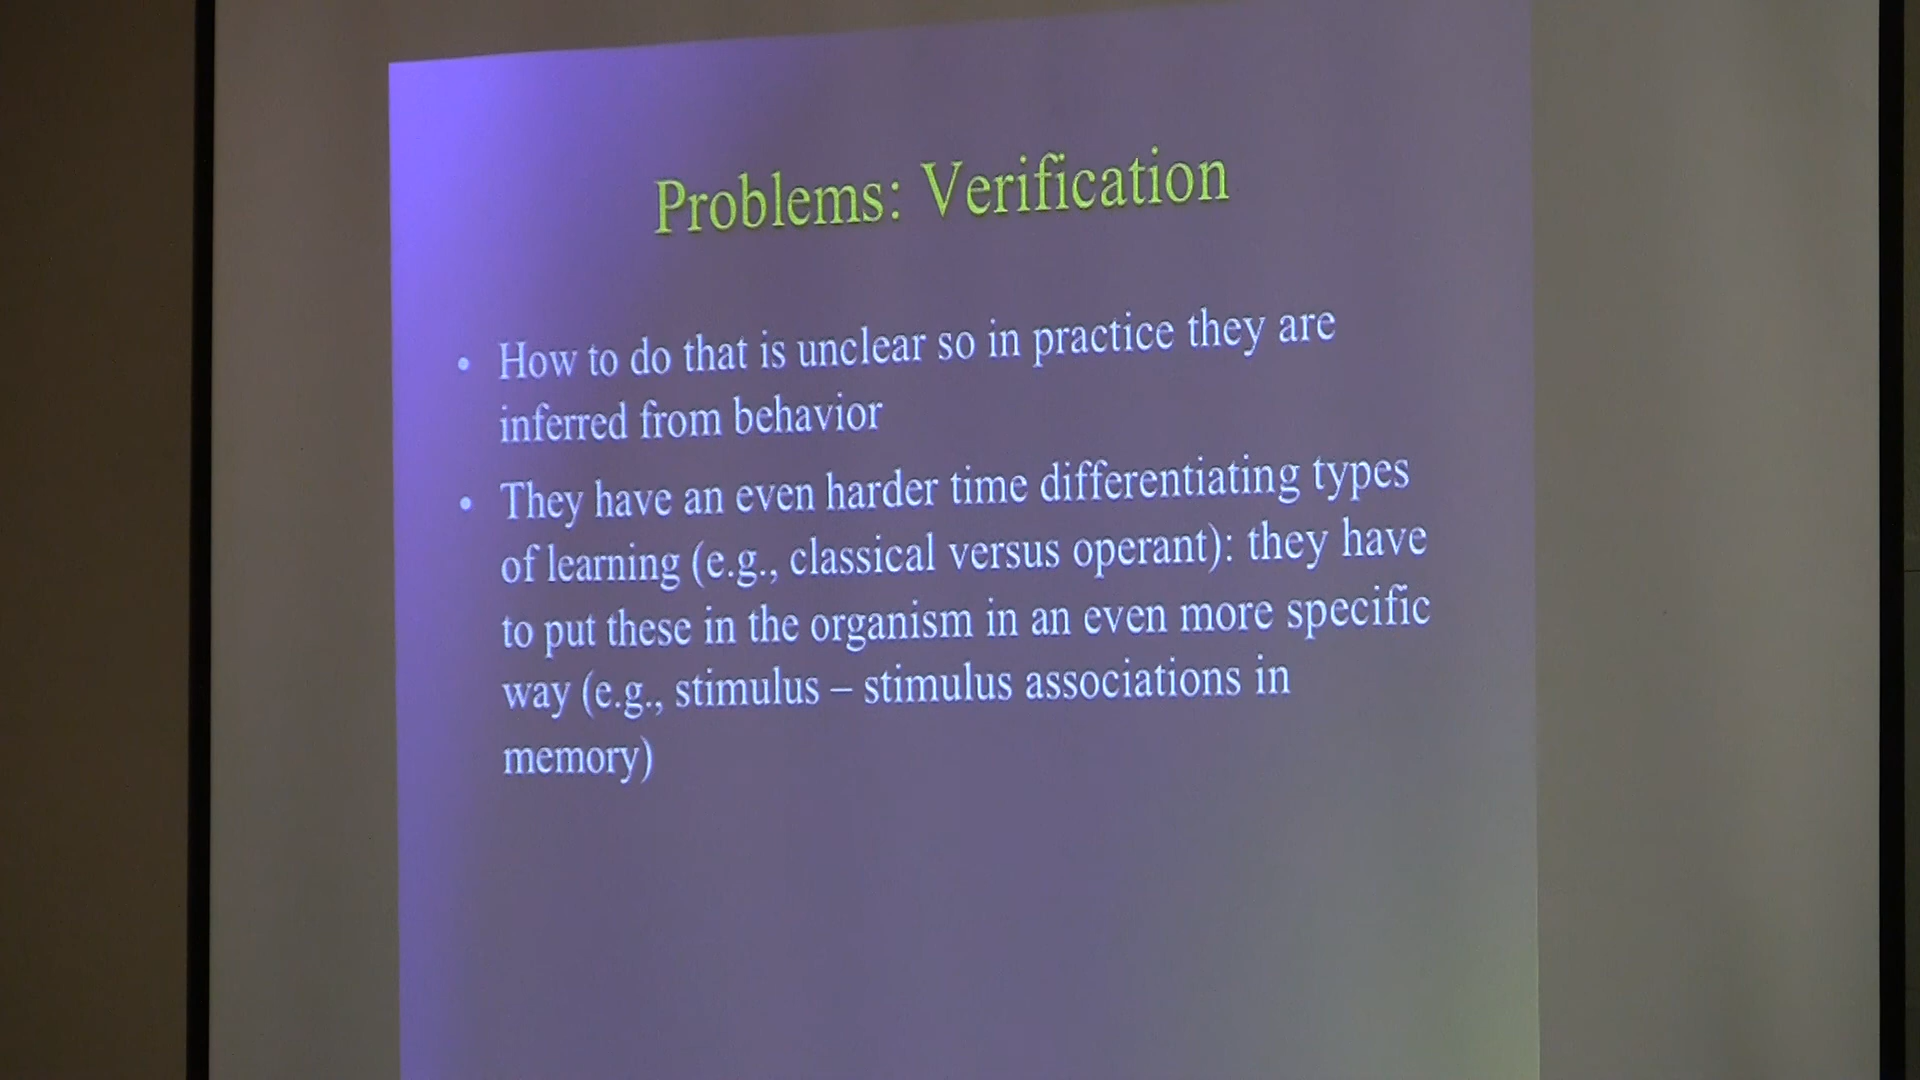 Problems: Verification
• How to do that is unclear so in practice they are
inferred from behavior
• They have an even harder time differentiating types
of learning (e.g., classical versus operant): they have
to put these in the organism in an even more specific
way (e.g., stimulus – stimulus associations in
memory)